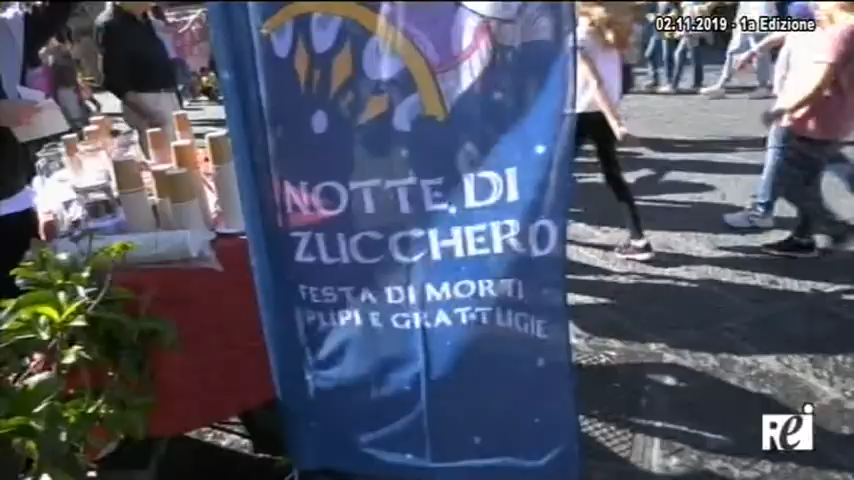 02.11.2019 - 1a Edizione
NOTTE DI
ZUCCHERO
FESTA DI MORTI
PUPI E GRATTUGIE
Rei